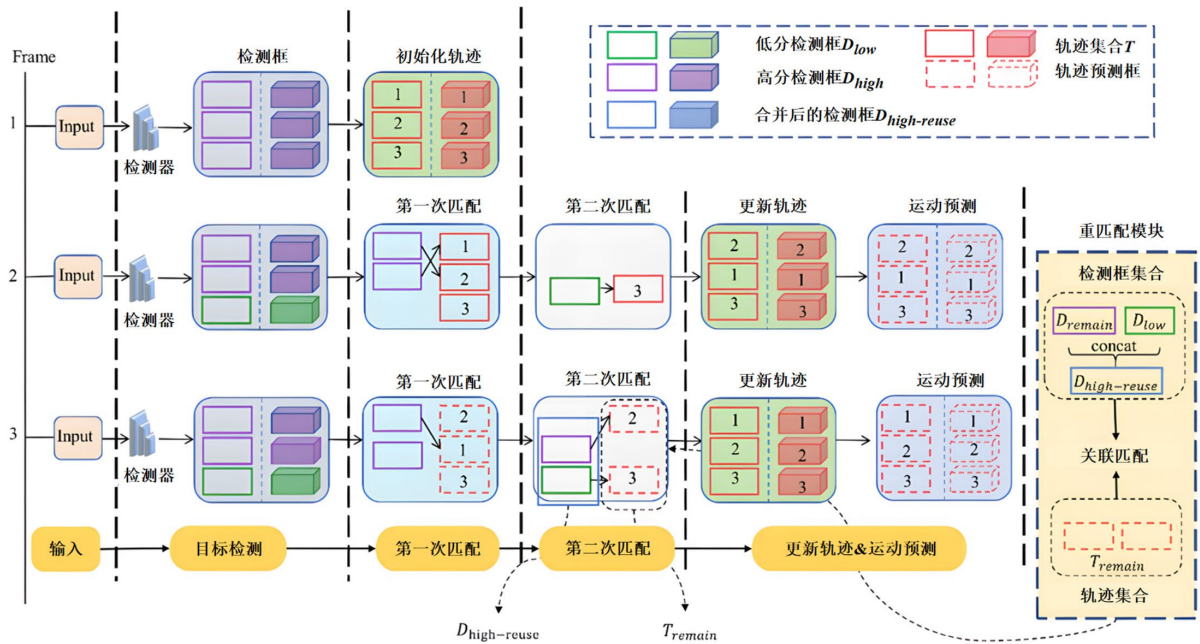 Frame
检测框
初始化轨迹
低分检测框D_low
轨迹集合T
高分检测框D_high
轨迹预测框
合并后的检测框D_high-reuse
1
Input
检测器
1
1
2
2
3
3
第一次匹配
第二次匹配
更新轨迹
运动预测
重匹配模块
2
Input
检测器
1
2
3
3
2
2
1
1
3
3
2
2
1
1
3
3
检测框集合
D_remain
D_low
concat
D_high-reuse
第一次匹配
第二次匹配
更新轨迹
运动预测
3
Input
检测器
2
1
3
2
3
1
1
2
2
3
3
1
1
2
2
3
3
关联匹配
T_remain
轨迹集合
输入
目标检测
第一次匹配
第二次匹配
更新轨迹&运动预测
D_high-reuse
T_remain